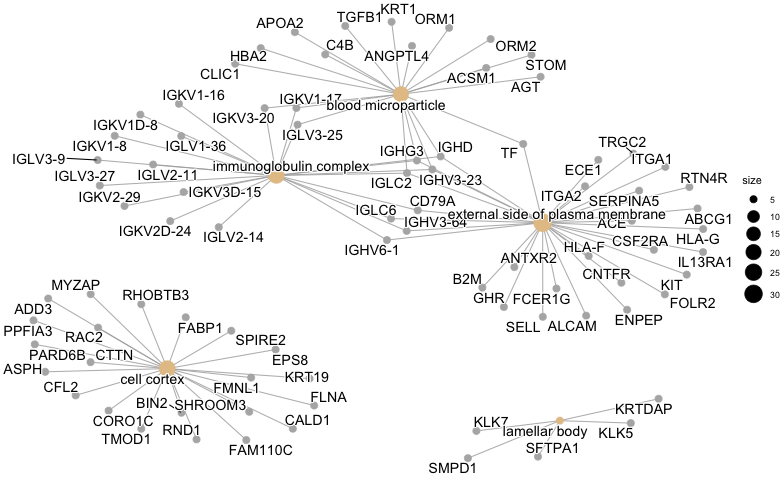 KRT1
TGFB1
ORM1
APOA2
C4B
ANGPTL4
ORM2
HBA2
STOM
CLIC1
ACSM1
AGT
IGKV1-16
IGKV1-17
blood microparticle
IGKV3-20
IGKV1D-8
IGLV3-25
IGKV1-8
IGLV1-36
IGHG3
IGHD
TF
TRGC2
IGLV3-9
immunoglobulin complex
ECE1
ITGA1
IGLV3-27
IGLV2-11
IGLC2
IGHV3-23
RTN4R
size
IGKV2-29
IGKV3D-15
CD79A
ITGA2
SERPINA5
5
IGLC6
external side of plasma membrane
10
IGKV2D-24
IGHV3-64
ACE
ABCG1
15
IGLV2-14
IGHV6-1
HLA-F
CSF2RA
HLA-G
20
ANTXR2
IL13RA1
25
B2M
CNTFR
KIT
30
MYZAP
RHOBTB3
GHR
FCER1G
FOLR2
ADD3
SELL
ALCAM
ENPEP
PPFIA3
RAC2
FABP1
SPIRE2
PARD6B
CTTN
EPS8
ASPH
cell cortex
KRT19
CFL2
FMNL1
FLNA
BIN2
SHROOM3
CORO1C
CALD1
TMOD1
RND1
FAM110C
KRTDAP
KLK7
lamellar body
KLK5
SFTPA1
SMPD1